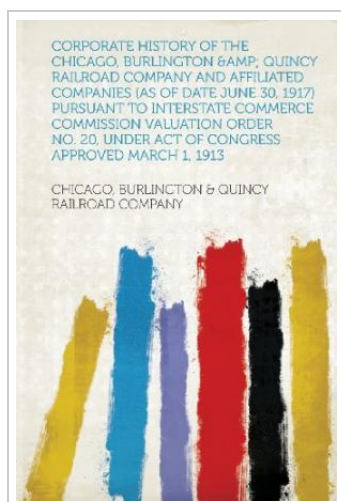 CORPORATE HISTORY OF THE
CHICAGO, BURLINGTON &AMP; QUINCY
RAILROAD COMPANY AND AFFILIATED
COMPANIES (AS OF DATE JUNE 30, 1917)
PURSUANT TO INTERSTATE COMMERCE
COMMISSION VALUATION ORDER
NO. 20, UNDER ACT OF CONGRESS
APPROVED MARCH 1, 1913
CHICAGO, BURLINGTON & QUINCY
RAILROAD COMPANY